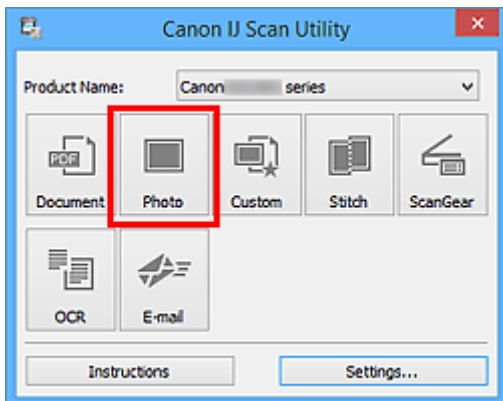 Canon IJ Scan Utility
Product Name: Canon series
PDF
Document Photo Custom Stitch ScanGear
OCR E-mail
Instructions Settings...